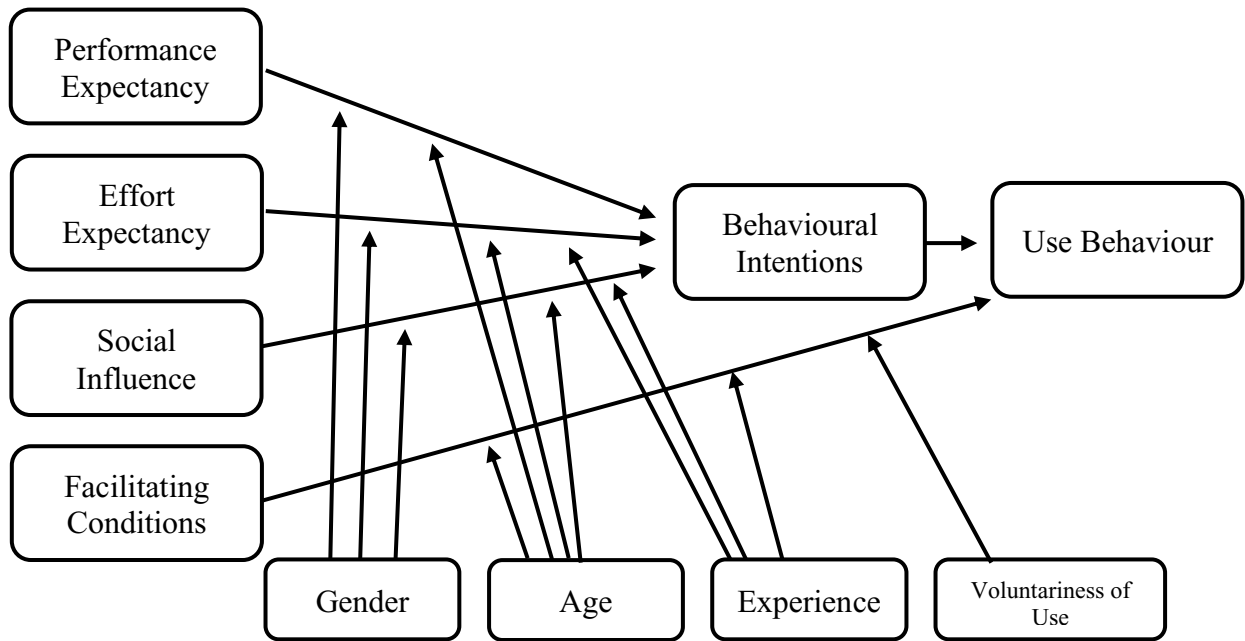 Performance
Expectancy
Effort
Expectancy
Social
Influence
Facilitating
Conditions
Behavioural
Intentions
Use Behaviour
Gender
Age
Experience
Voluntariness of
Use